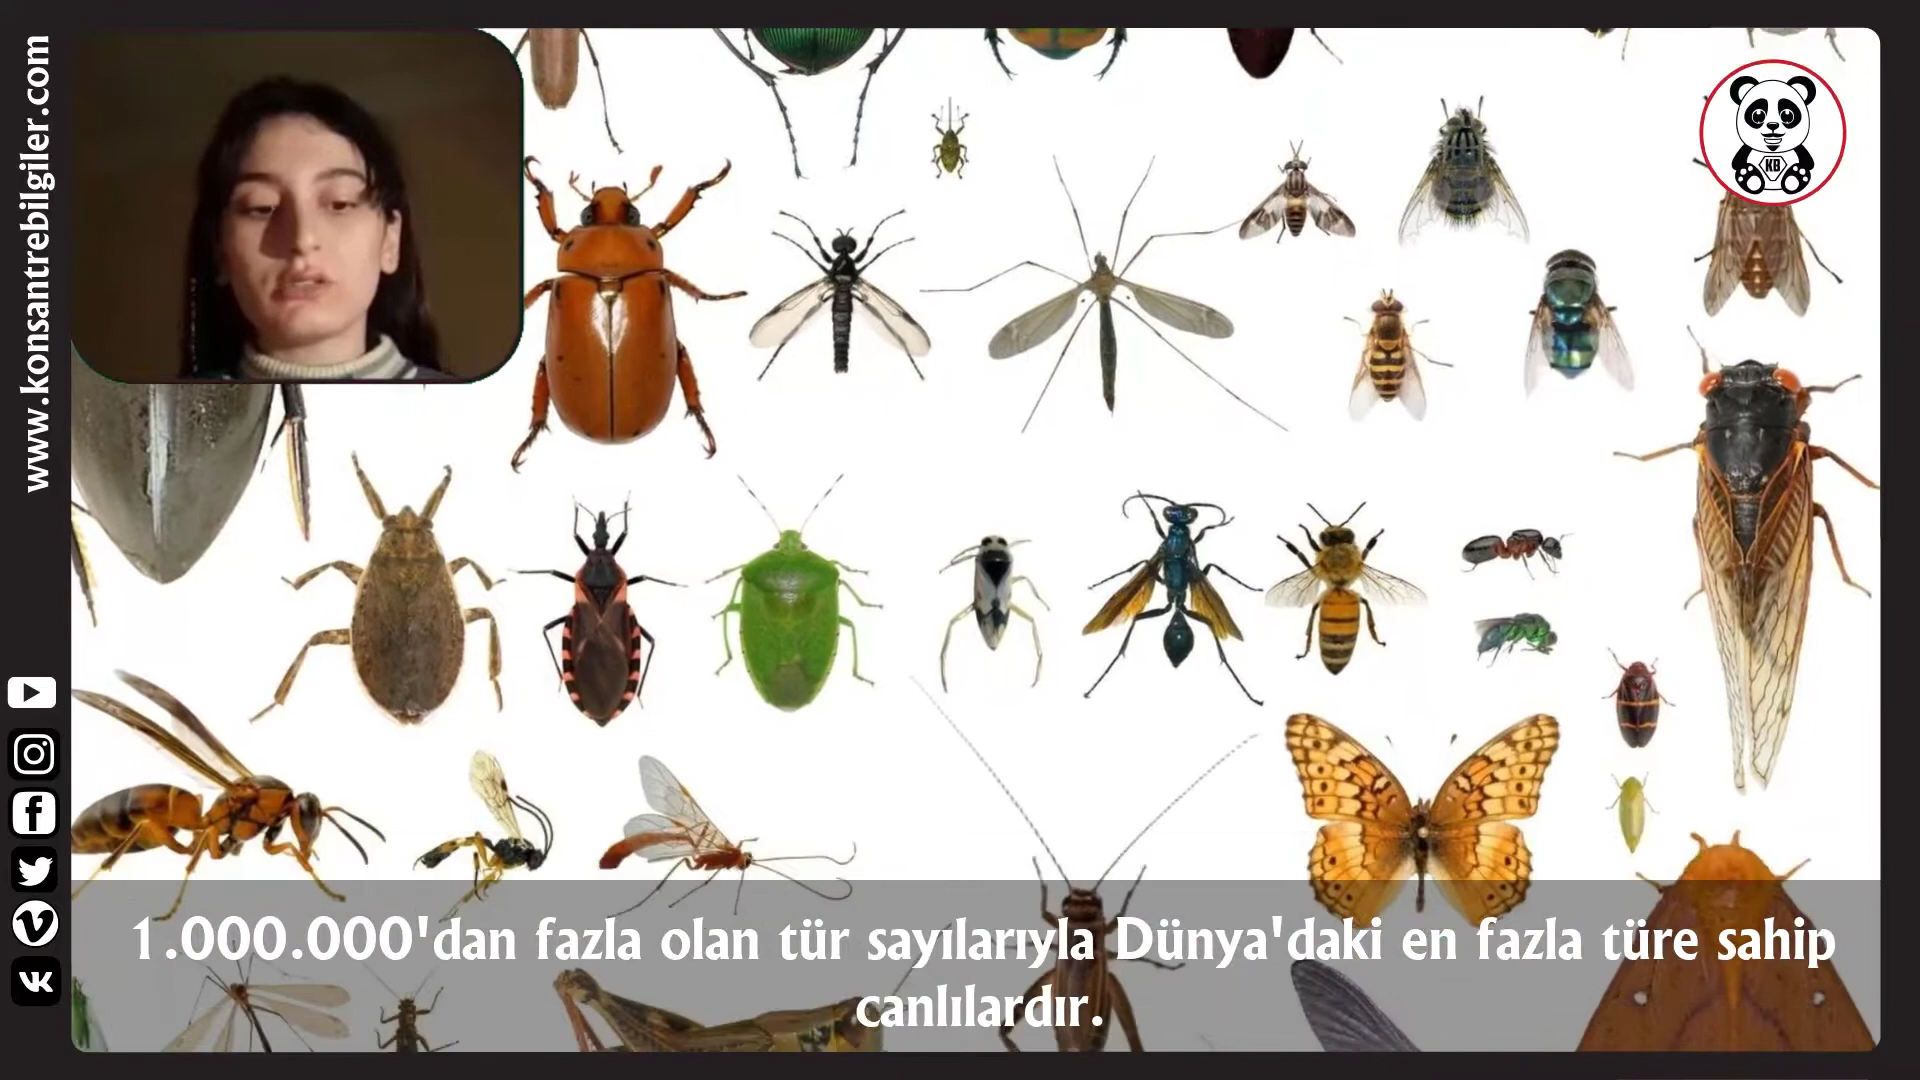 www.konsantrebilgiler.com
KB
1.000.000'dan fazla olan tür sayılarıyla Dünya'daki en fazla türe sahip
canlılardır.